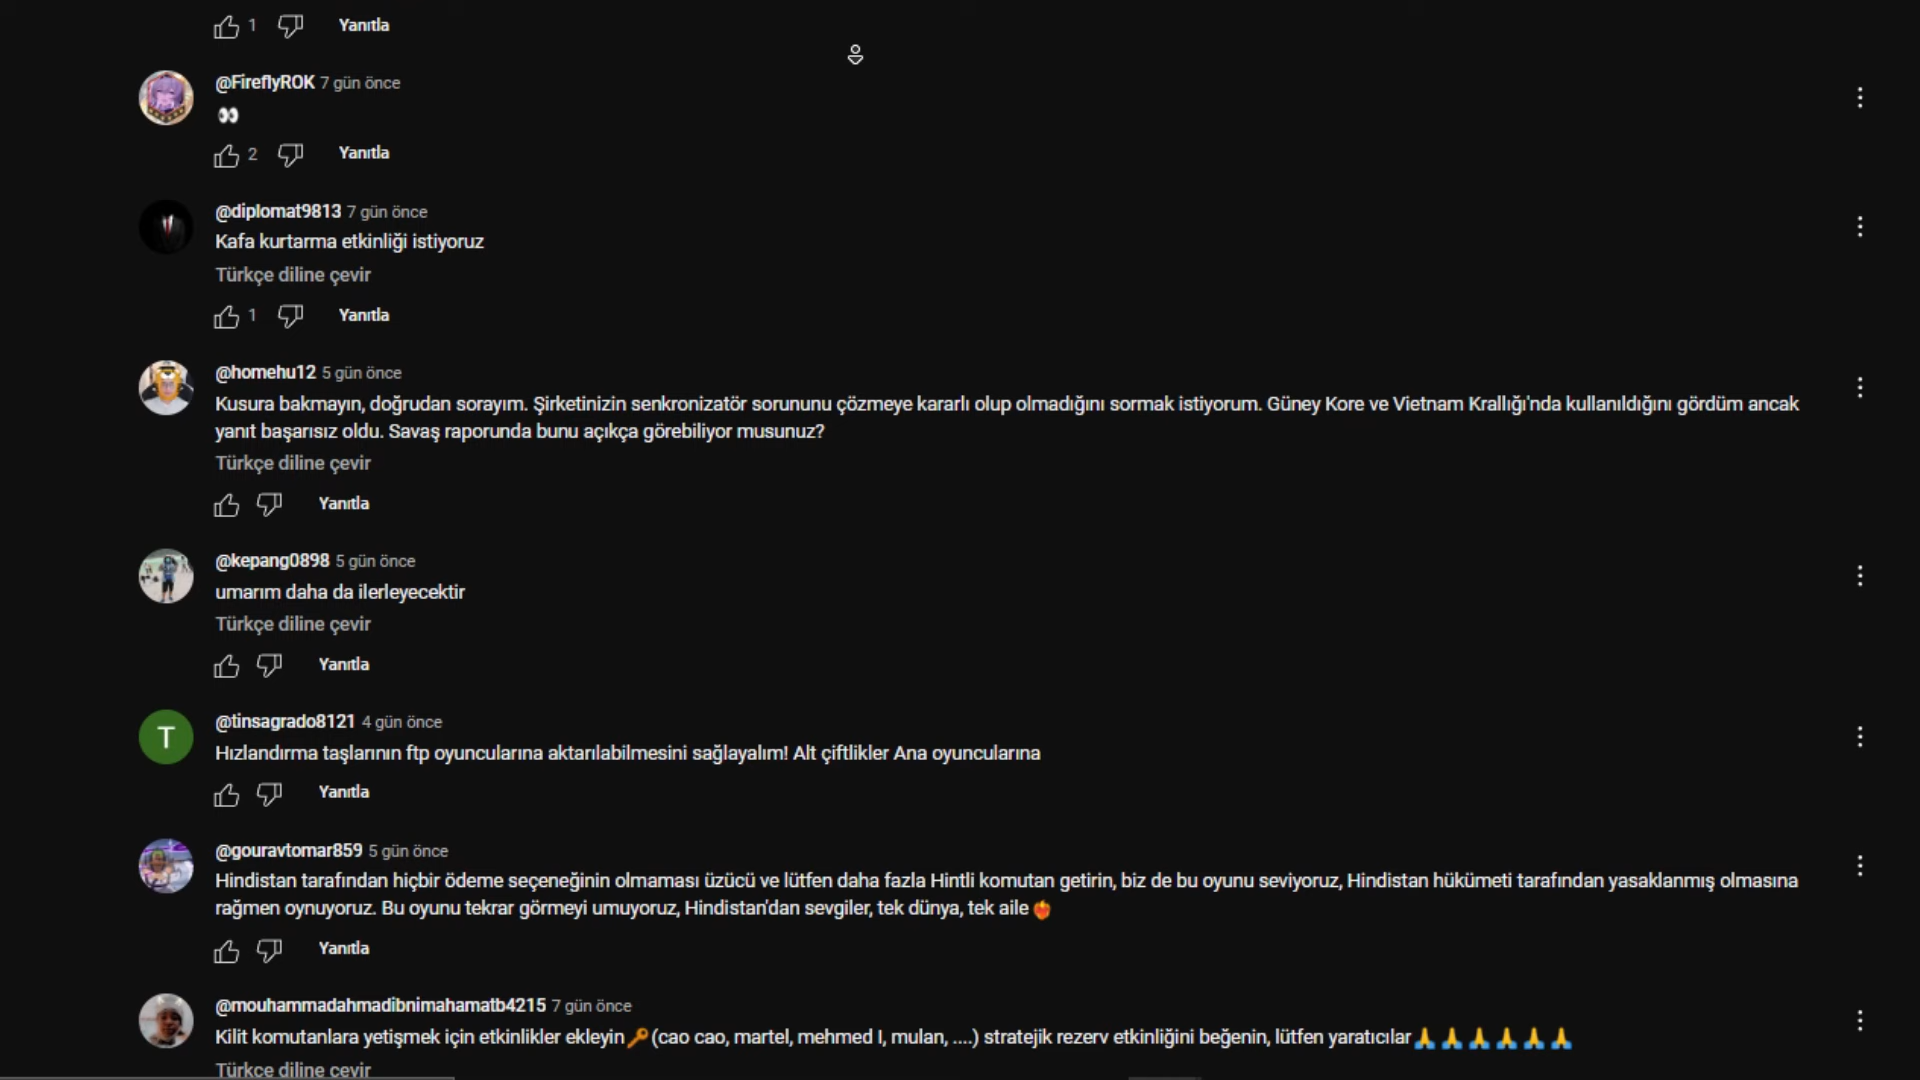 1 Yanıtla
@FireflyROK 7 gün önce
👀
2 Yanıtla
@diplomat9813 7 gün önce
Kafa kurtarma etkinliği istiyoruz
Türkçe diline çevir
1 Yanıtla
@homehu12 5 gün önce
Kusura bakmayın, doğrudan sorayım. Şirketinizin senkronizatör sorununu çözmeye kararlı olup olmadığını sormak istiyorum. Güney Kore ve Vietnam Krallığı'nda kullanıldığını gördüm ancak
yanıt başarısız oldu. Savaş raporunda bunu açıkça görebiliyor musunuz?
Türkçe diline çevir
Yanıtla
@kepang0898 5 gün önce
umarım daha da ilerleyecektir
Türkçe diline çevir
Yanıtla
T
@tinsagrado8121 4 gün önce
Hızlandırma taşlarının ftp oyuncularına aktarılabilmesini sağlayalım! Alt çiftlikler Ana oyuncularına
Yanıtla
@gouravtomar859 5 gün önce
Hindistan tarafından hiçbir ödeme seçeneğinin olmaması üzücü ve lütfen daha fazla Hintli komutan getirin, biz de bu oyunu seviyoruz, Hindistan hükümeti tarafından yasaklanmış olmasına
rağmen oynuyoruz. Bu oyunu tekrar görmeyi umuyoruz, Hindistan'dan sevgiler, tek dünya, tek aile ❤️‍🔥
Yanıtla
@mouhammadahmadibnimahamatb4215 7 gün önce
Kilit komutanlara yetişmek için etkinlikler ekleyin🔑(cao cao, martel, mehmed I, mulan, ....) stratejik rezerv etkinliğini beğenin, lütfen yaratıcılar🙏🙏🙏🙏🙏🙏
Türkçe diline çevir